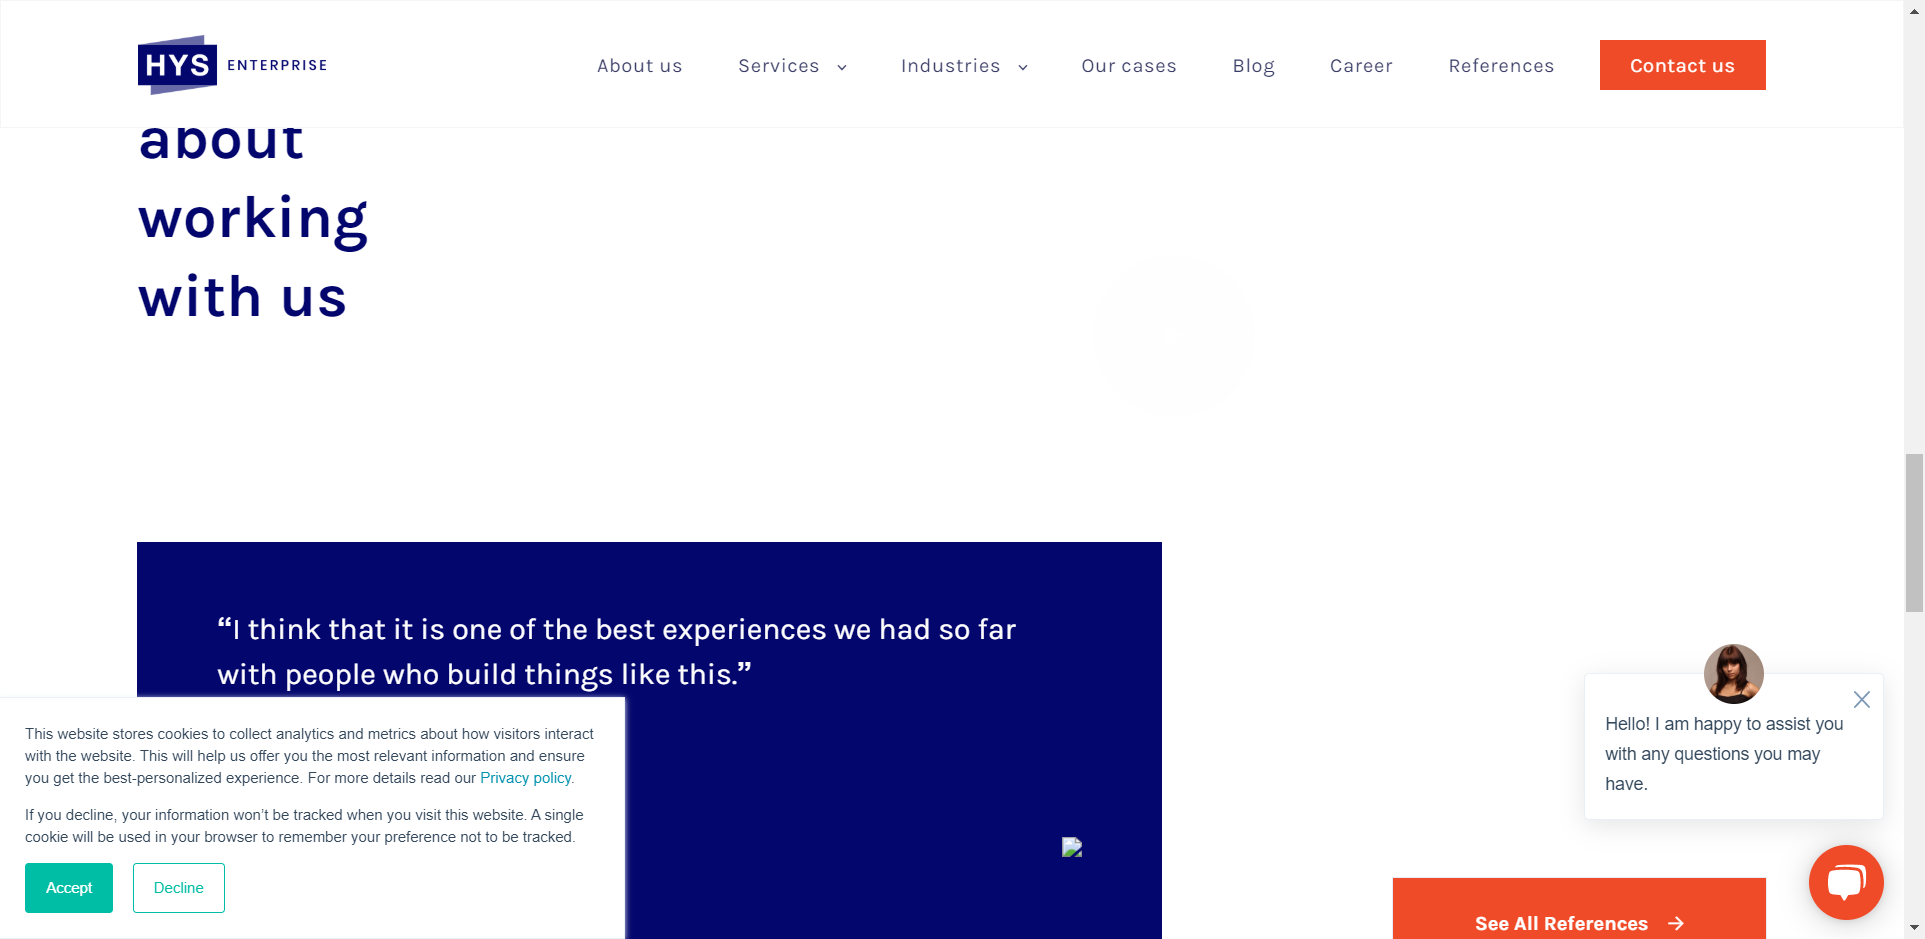 HYS ENTERPRISE
About us
Services
Industries
Our cases
Blog
Career
References
Contact us
about
working
with us
“I think that it is one of the best experiences we had so far
with people who build things like this.”
This website stores cookies to collect analytics and metrics about how visitors interact
with the website. This will help us offer you the most relevant information and ensure
you get the best-personalized experience. For more details read our Privacy policy.
If you decline, your information won’t be tracked when you visit this website. A single
cookie will be used in your browser to remember your preference not to be tracked.
Accept
Decline
Hello! I am happy to assist you
with any questions you may
have.
See All References